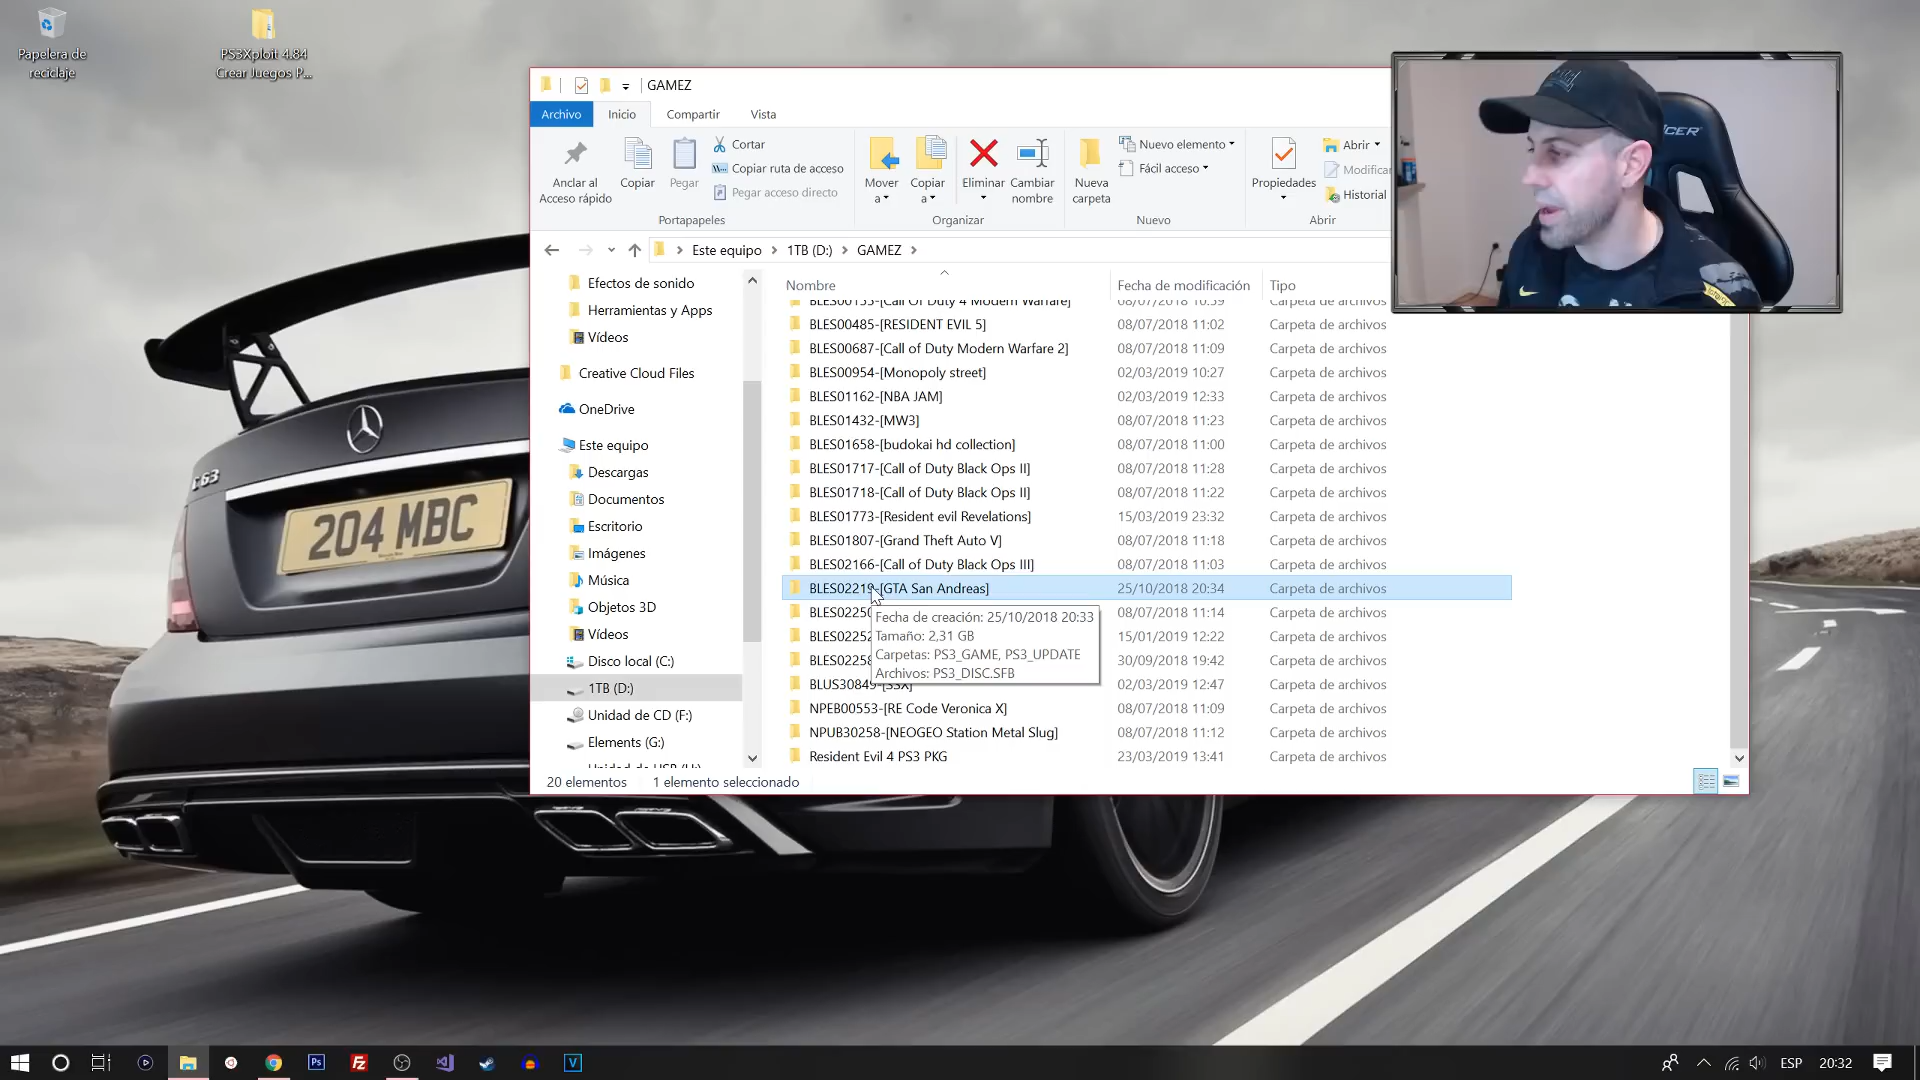 Papelera de
reciclaje
PS3Xploit 4.84
Crear Juegos P...
GAMEZ
Archivo
Inicio
Compartir
Vista
Anclar al
Acceso rápido
Copiar
Pegar
Cortar
Copiar ruta de acceso
Pegar acceso directo
Portapapeles
Mover
a
Copiar
a
Eliminar
Cambiar
nombre
Organizar
Nueva
carpeta
Nuevo elemento
Fácil acceso
Nuevo
Propiedades
Abrir
Modificar
Historial
Abrir
Este equipo
1TB (D:)
GAMEZ
Efectos de sonido
Herramientas y Apps
Vídeos
Creative Cloud Files
OneDrive
Este equipo
Descargas
Documentos
Escritorio
Imágenes
Música
Objetos 3D
Vídeos
Disco local (C:)
1TB (D:)
Unidad de CD (F:)
Elements (G:)
Nombre Fecha de modificación Tipo
BLES00485-[RESIDENT EVIL 5] 08/07/2018 11:02 Carpeta de archivos
BLES00687-[Call of Duty Modern Warfare 2] 08/07/2018 11:09 Carpeta de archivos
BLES00954-[Monopoly street] 02/03/2019 10:27 Carpeta de archivos
BLES01162-[NBA JAM] 02/03/2019 12:33 Carpeta de archivos
BLES01432-[MW3] 08/07/2018 11:23 Carpeta de archivos
BLES01658-[budokai hd collection] 08/07/2018 11:00 Carpeta de archivos
BLES01717-[Call of Duty Black Ops II] 08/07/2018 11:28 Carpeta de archivos
BLES01718-[Call of Duty Black Ops II] 08/07/2018 11:22 Carpeta de archivos
BLES01773-[Resident evil Revelations] 15/03/2019 23:32 Carpeta de archivos
BLES01807-[Grand Theft Auto V] 08/07/2018 11:18 Carpeta de archivos
BLES02166-[Call of Duty Black Ops III] 08/07/2018 11:03 Carpeta de archivos
BLES02219-[GTA San Andreas] 25/10/2018 20:34 Carpeta de archivos
BLES02250 08/07/2018 11:14 Carpeta de archivos
BLES02252 15/01/2019 12:22 Carpeta de archivos
BLES02258 30/09/2018 19:42 Carpeta de archivos
BLUS30849-[SSX] 02/03/2019 12:47 Carpeta de archivos
NPEB00553-[RE Code Veronica X] 08/07/2018 11:09 Carpeta de archivos
NPUB30258-[NEOGEO Station Metal Slug] 08/07/2018 11:12 Carpeta de archivos
Resident Evil 4 PS3 PKG 23/03/2019 13:41 Carpeta de archivos
Fecha de creación: 25/10/2018 20:33
Tamaño: 2,31 GB
Carpetas: PS3_GAME, PS3_UPDATE
Archivos: PS3_DISC.SFB
20 elementos 1 elemento seleccionado
C63
204 MBC
ESP
20:32